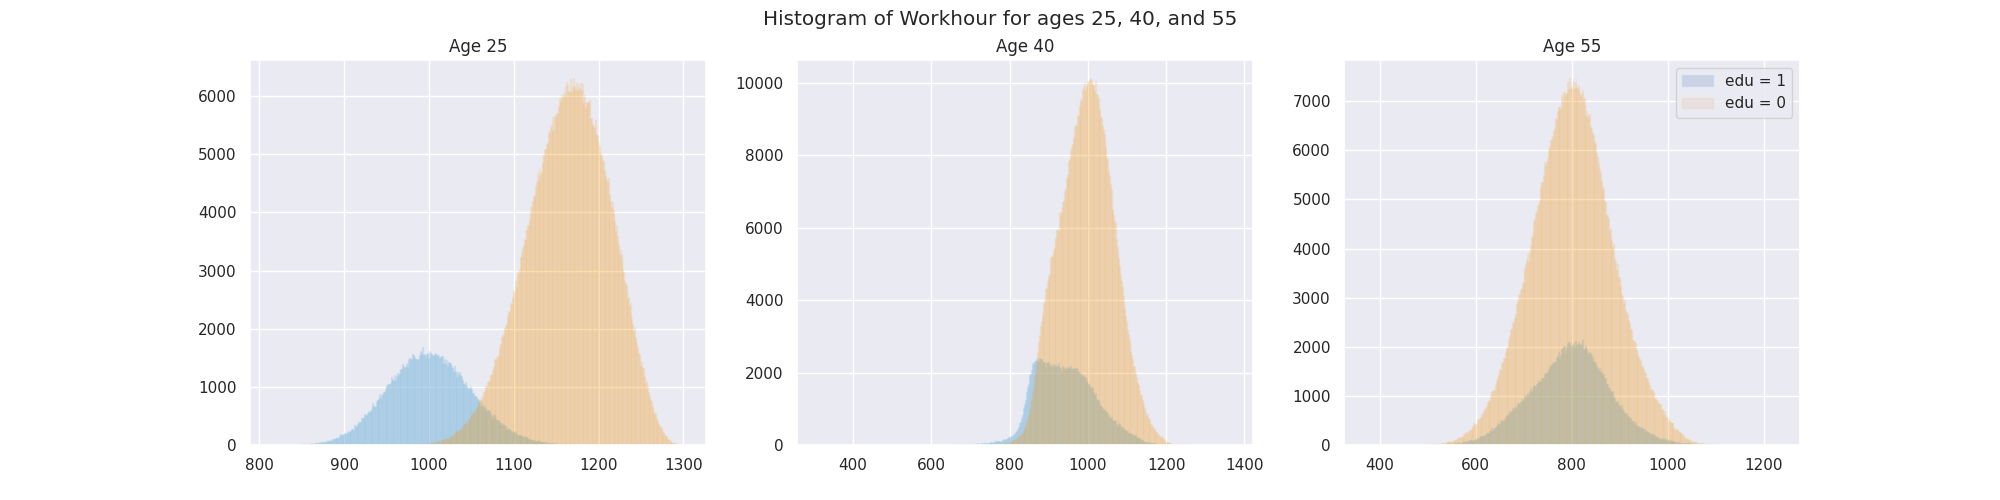 Histogram of Workhour for ages 25, 40, and 55
Age 25
6000
5000
4000
3000
2000
1000
0
800 900 1000 1100 1200 1300
Age 40
10000
8000
6000
4000
2000
0
400 600 800 1000 1200 1400
Age 55
edu = 1
edu = 0
7000
6000
5000
4000
3000
2000
1000
0
400 600 800 1000 1200